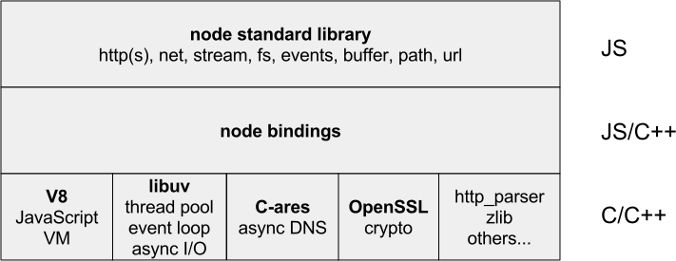 node standard library
http(s), net, stream, fs, events, buffer, path, url
JS
node bindings
JS/C++
V8
JavaScript
VM
libuv
thread pool
event loop
async I/O
C-ares
async DNS
OpenSSL
crypto
http_parser
zlib
others...
C/C++